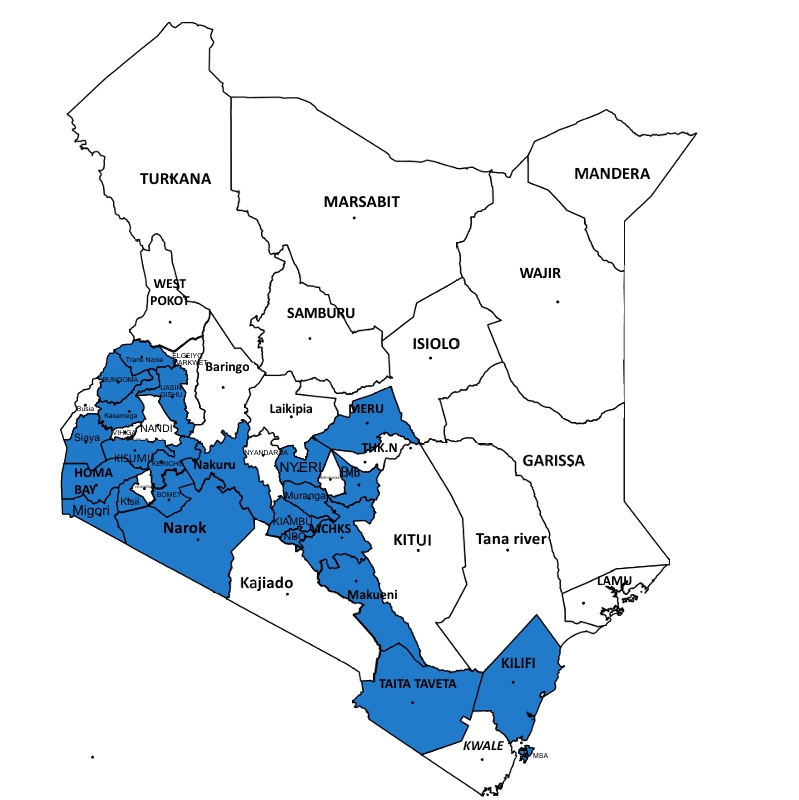 TURKANA
MARSABIT
MANDERA
WAJIR
WEST
POKOT
SAMBURU
ISIOLO
Trans Nzoia
ELGEIYO
Baringo
BUNGOMA
UASIN
GISHU
Laikipia
MERU
Busia
Kakamega
NANDI
VIHIGA
Siaya
THK.N
NYANDARUA
KISUMU
KERICHO
Nakuru
NYERI
EMB
GARISSA
HOMA
BAY
BOMET
Muranga
Kisii
Migori
KIAMBU
MCHKS
NBO
Narok
KITUI
Tana river
Kajiado
LAMU
Makueni
KILIFI
TAITA TAVETA
KWALE
MSA